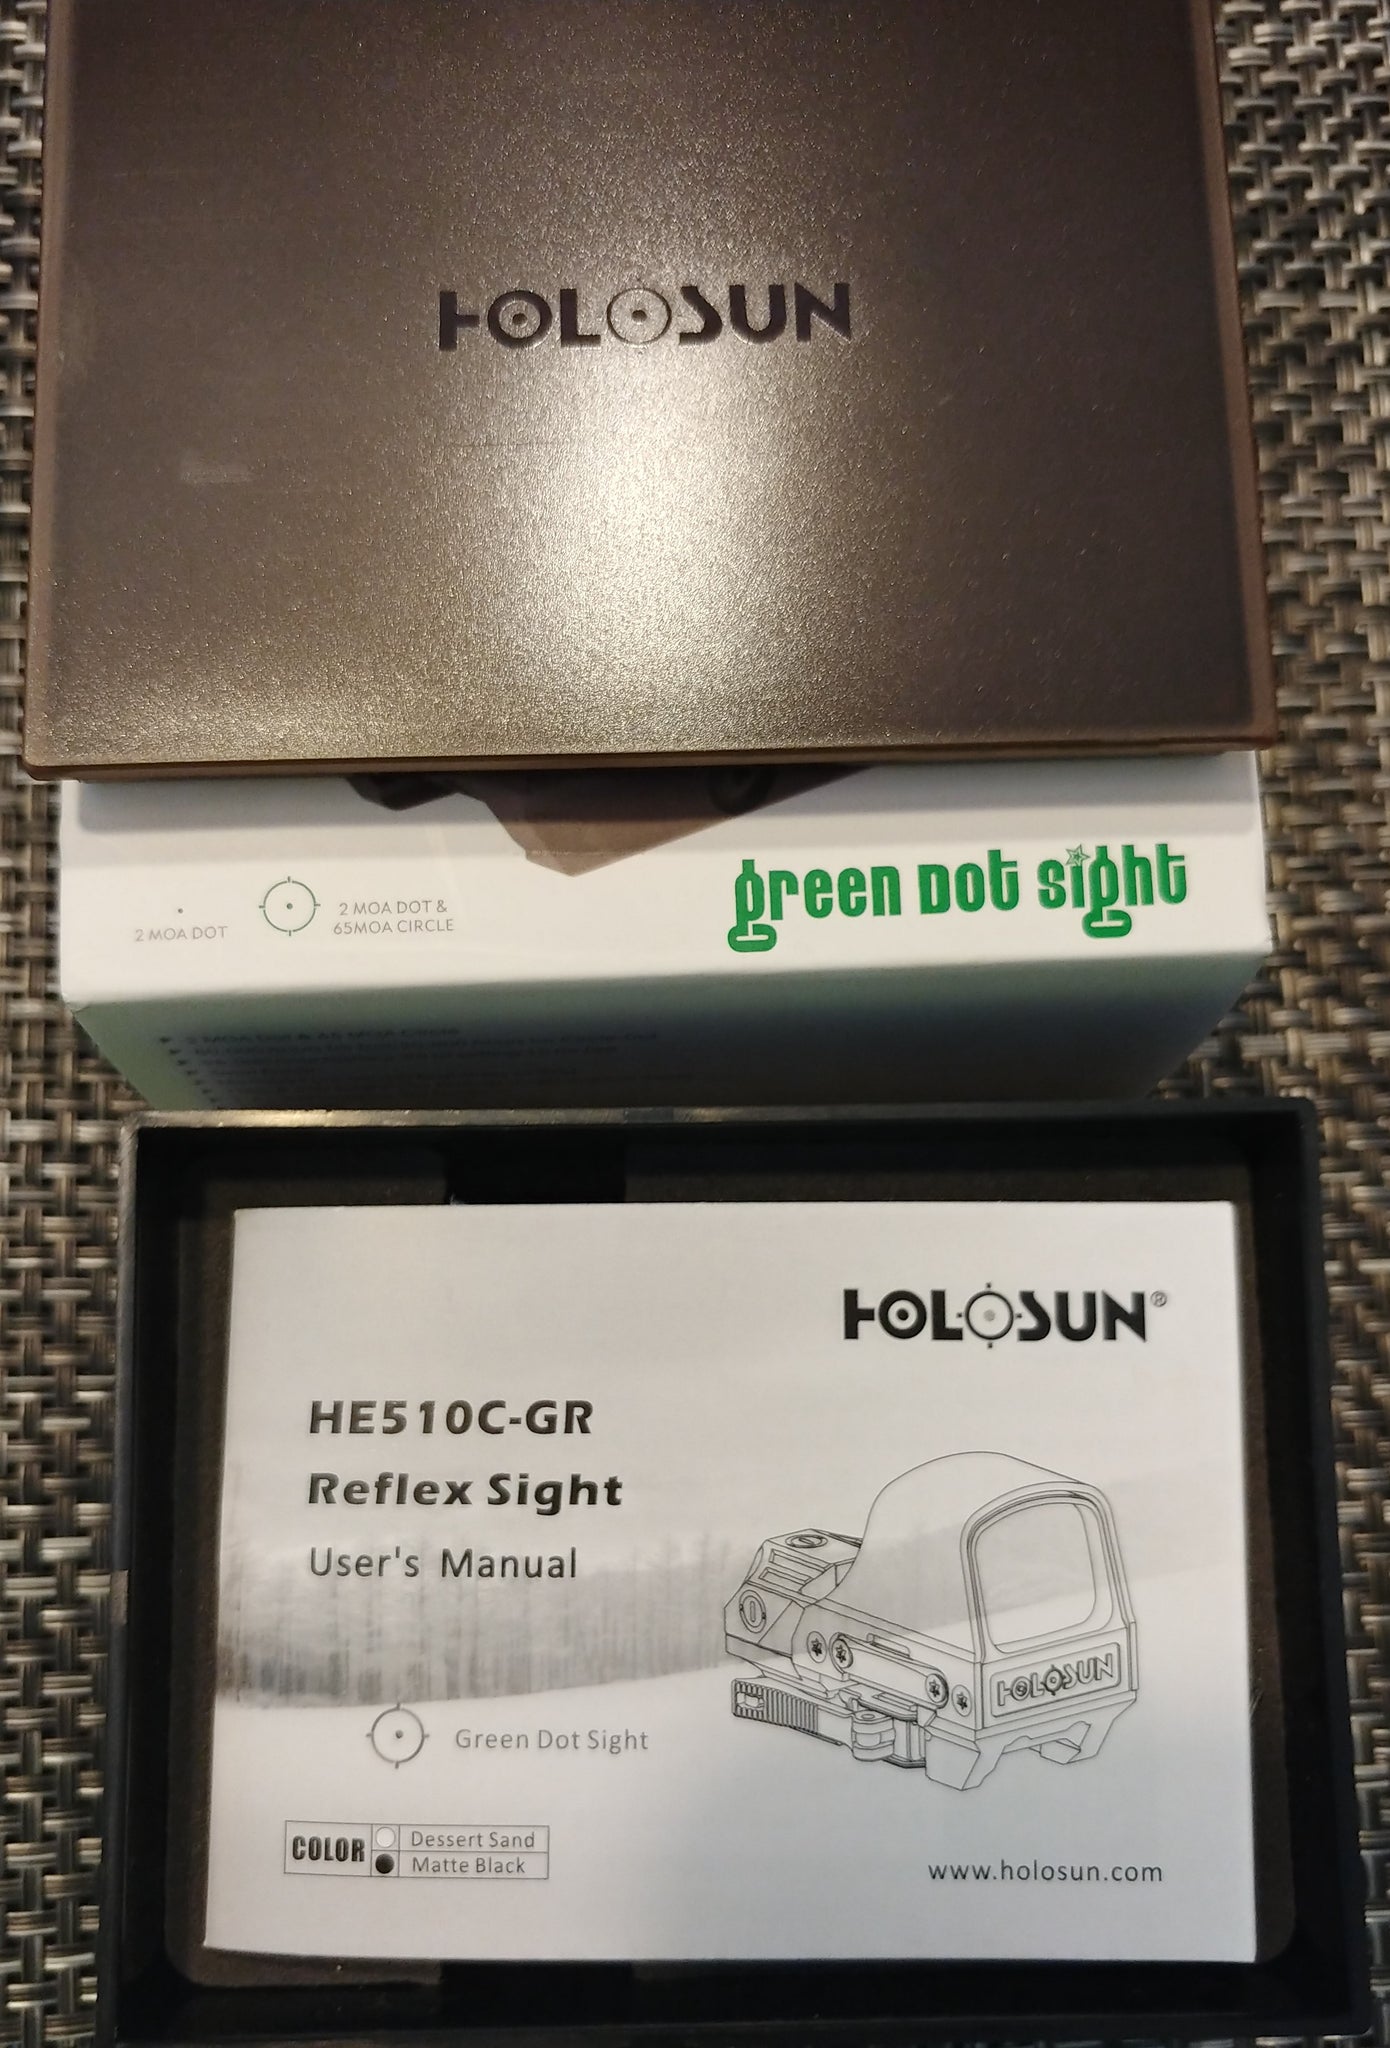 HOLOSUN
green Dot sight
2 MOA DOT
2 MOA DOT &
65MOA CIRCLE
HOLOSUN®
HE510C-GR
Reflex Sight
User's Manual
HOLOSUN
Green Dot Sight
COLOR
Dessert Sand
Matte Black
www.holosun.com